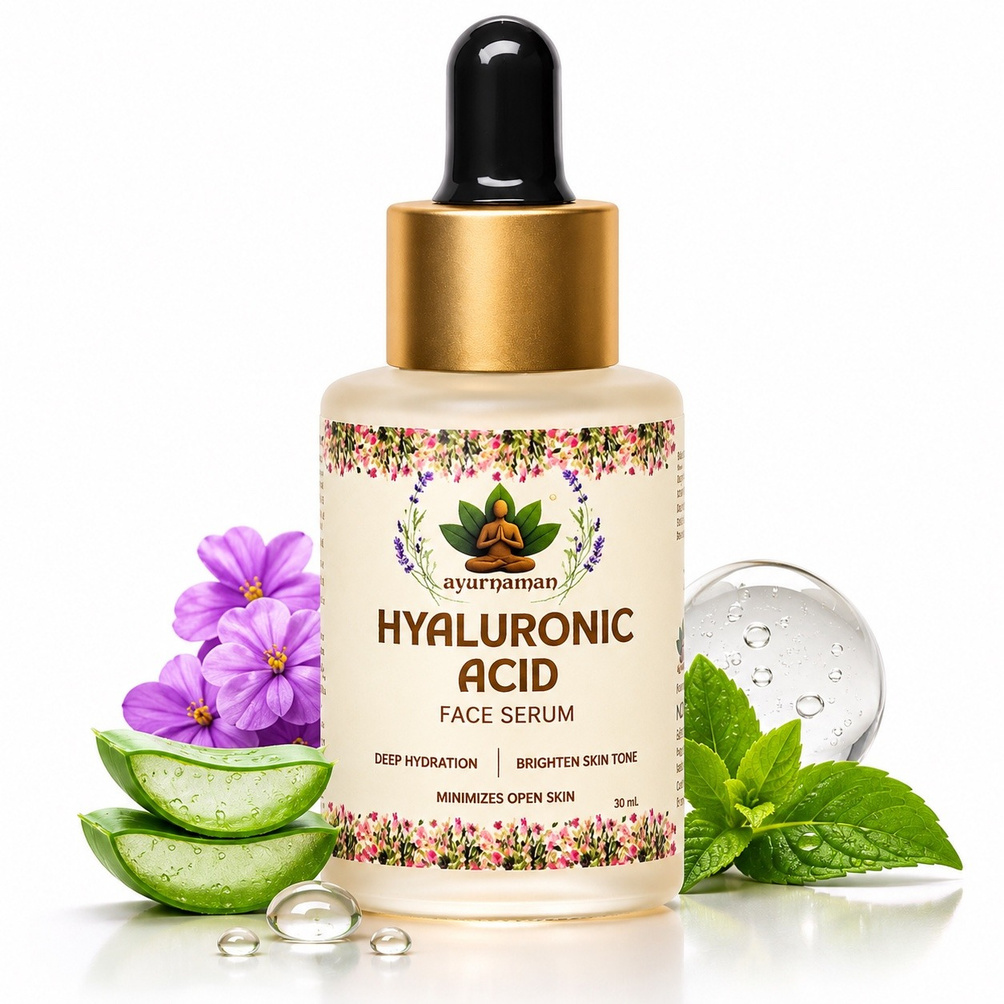 ayurnaman
HYALURONIC
ACID
FACE SERUM
DEEP HYDRATION | BRIGHTEN SKIN TONE
MINIMIZES OPEN SKIN
30 mL